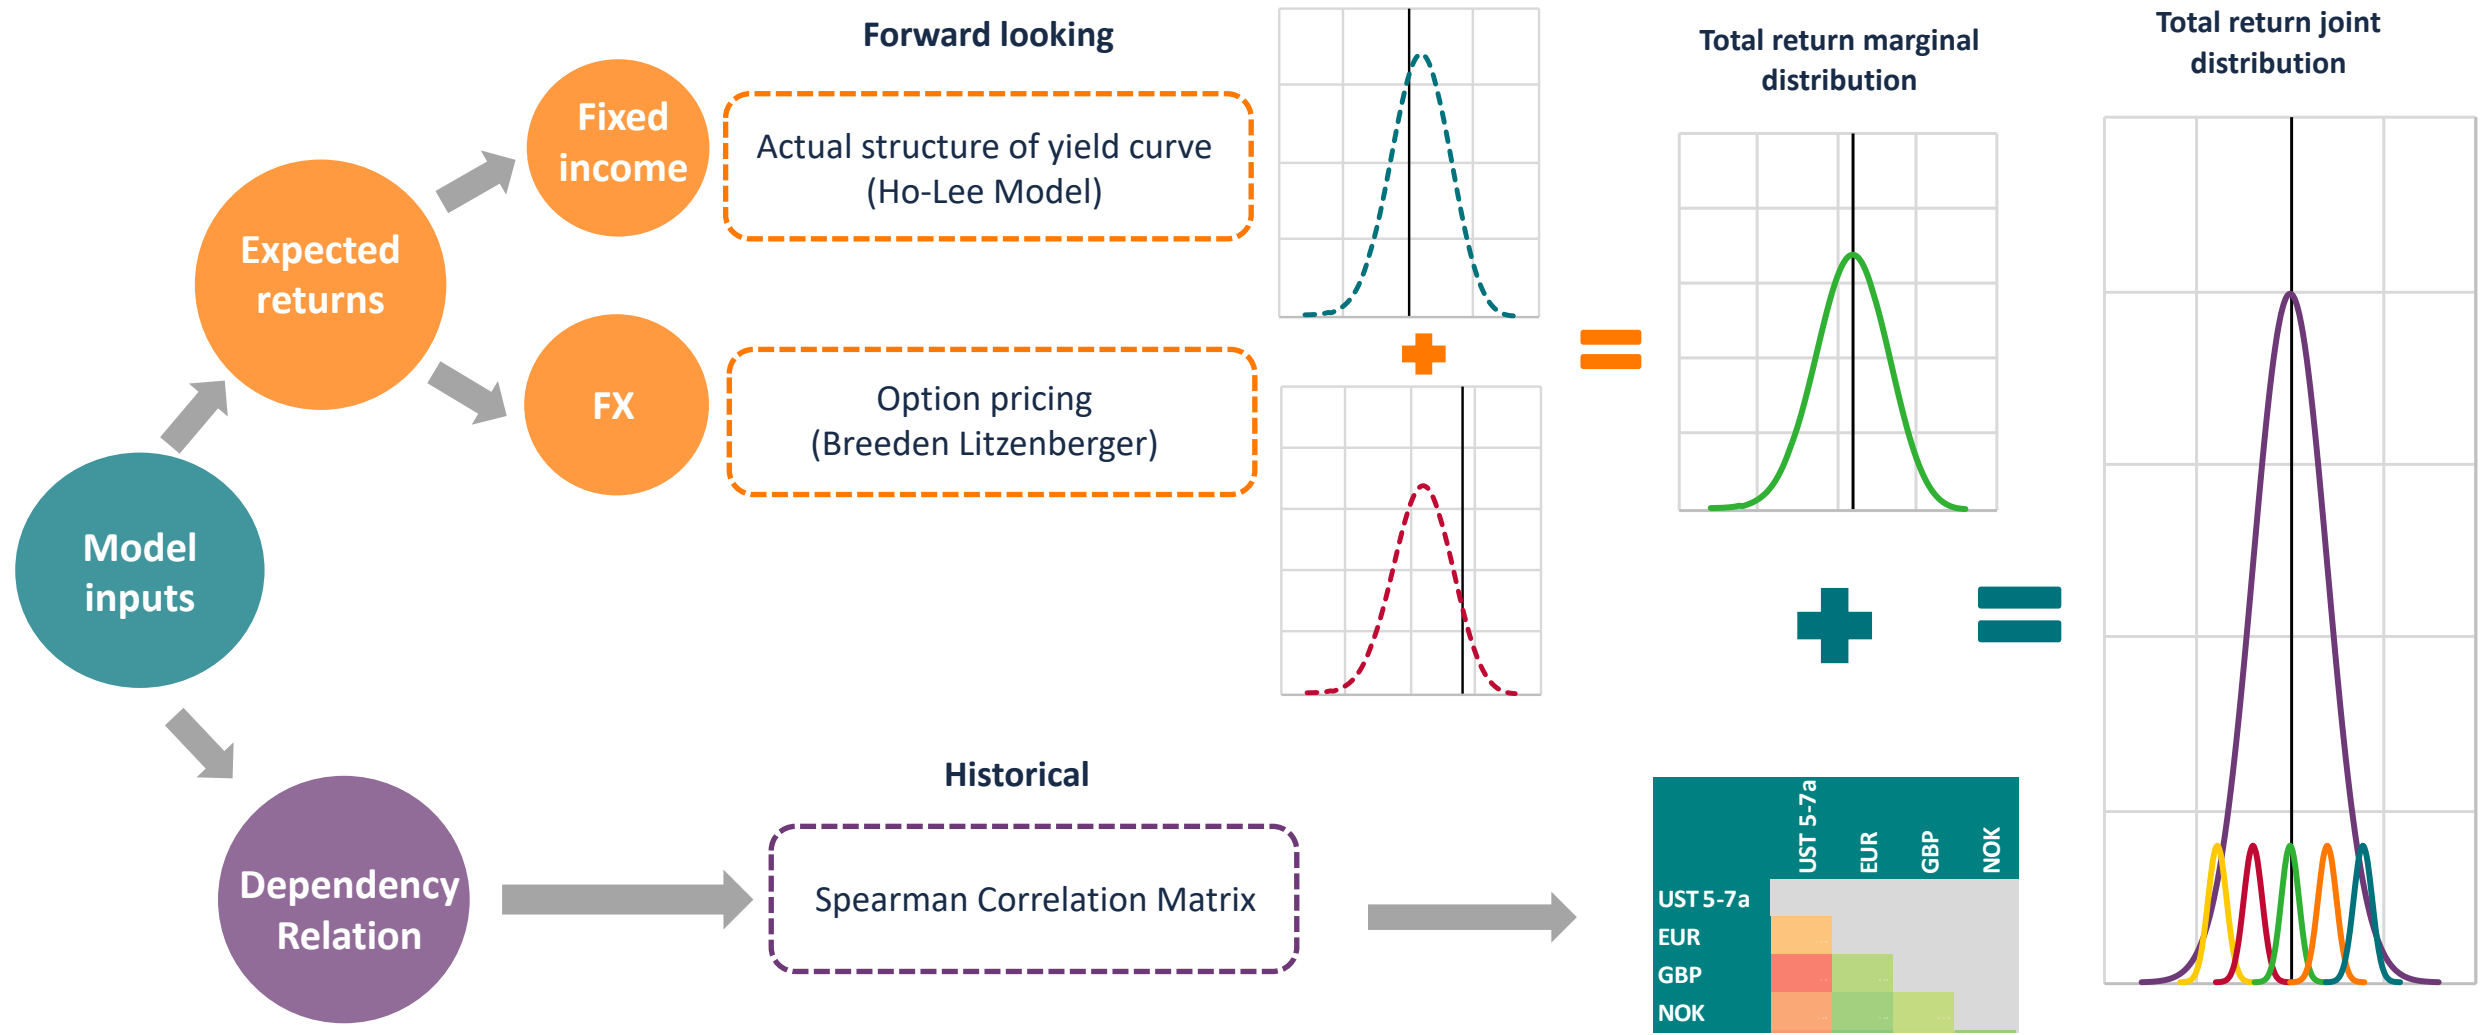 Forward looking
Total return marginal
distribution
Total return joint
distribution
Fixed
income
Actual structure of yield curve
(Ho-Lee Model)
Expected
returns
FX
Option pricing
(Breeden Litzenberger)
Model
inputs
Historical
Dependency
Relation
Spearman Correlation Matrix
UST 5-7a
EUR
GBP
NOK
UST 5-7a
EUR
...
GBP
... ...
NOK
... ... ...